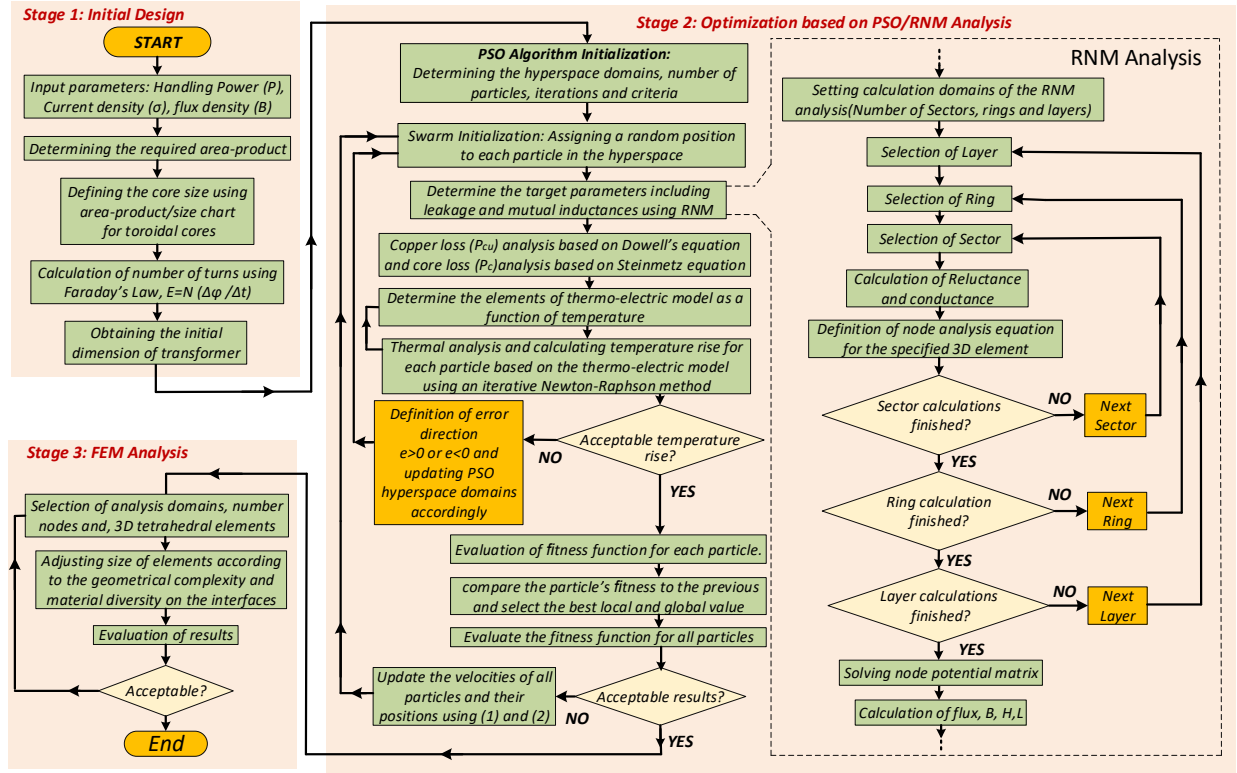 Stage 1: Initial Design
START
Input parameters: Handling Power (P),
Current density (σ), flux density (B)
Determining the required area-product
Defining the core size using
area-product/size chart
for toroidal cores
Calculation of number of turns using
Faraday's Law, E=N (Δφ /Δt)
Obtaining the initial
dimension of transformer
Stage 2: Optimization based on PSO/RNM Analysis
PSO Algorithm Initialization:
Determining the hyperspace domains, number of
particles, iterations and criteria
Swarm Initialization: Assigning a random position
to each particle in the hyperspace
Determine the target parameters including
leakage and mutual inductances using RNM
Copper loss (Pcu) analysis based on Dowell's equation
and core loss (Pc)analysis based on Steinmetz equation
Determine the elements of thermo-electric model as a
function of temperature
Thermal analysis and calculating temperature rise for
each particle based on the thermo-electric model
using an iterative Newton-Raphson method
Acceptable temperature
rise?
NO
Definition of error
direction
e>0 or e<0 and
updating PSO
hyperspace domains
accordingly
YES
Evaluation of fitness function for each particle.
compare the particle's fitness to the previous
and select the best local and global value
Evaluate the fitness function for all particles
Acceptable results?
NO
Update the velocities of all
particles and their
positions using (1) and (2)
YES
RNM Analysis
Setting calculation domains of the RNM
analysis(Number of Sectors, rings and layers)
Selection of Layer
Selection of Ring
Selection of Sector
Calculation of Reluctance
and conductance
Definition of node analysis equation
for the specified 3D element
Sector calculations
finished?
NO
Next
Sector
YES
Ring calculation
finished?
NO
Next
Ring
YES
Layer calculations
finished?
NO
Next
Layer
YES
Solving node potential matrix
Calculation of flux, B, H,L
Stage 3: FEM Analysis
Selection of analysis domains, number
nodes and, 3D tetrahedral elements
Adjusting size of elements according
to the geometrical complexity and
material diversity on the interfaces
Evaluation of results
Acceptable?
End